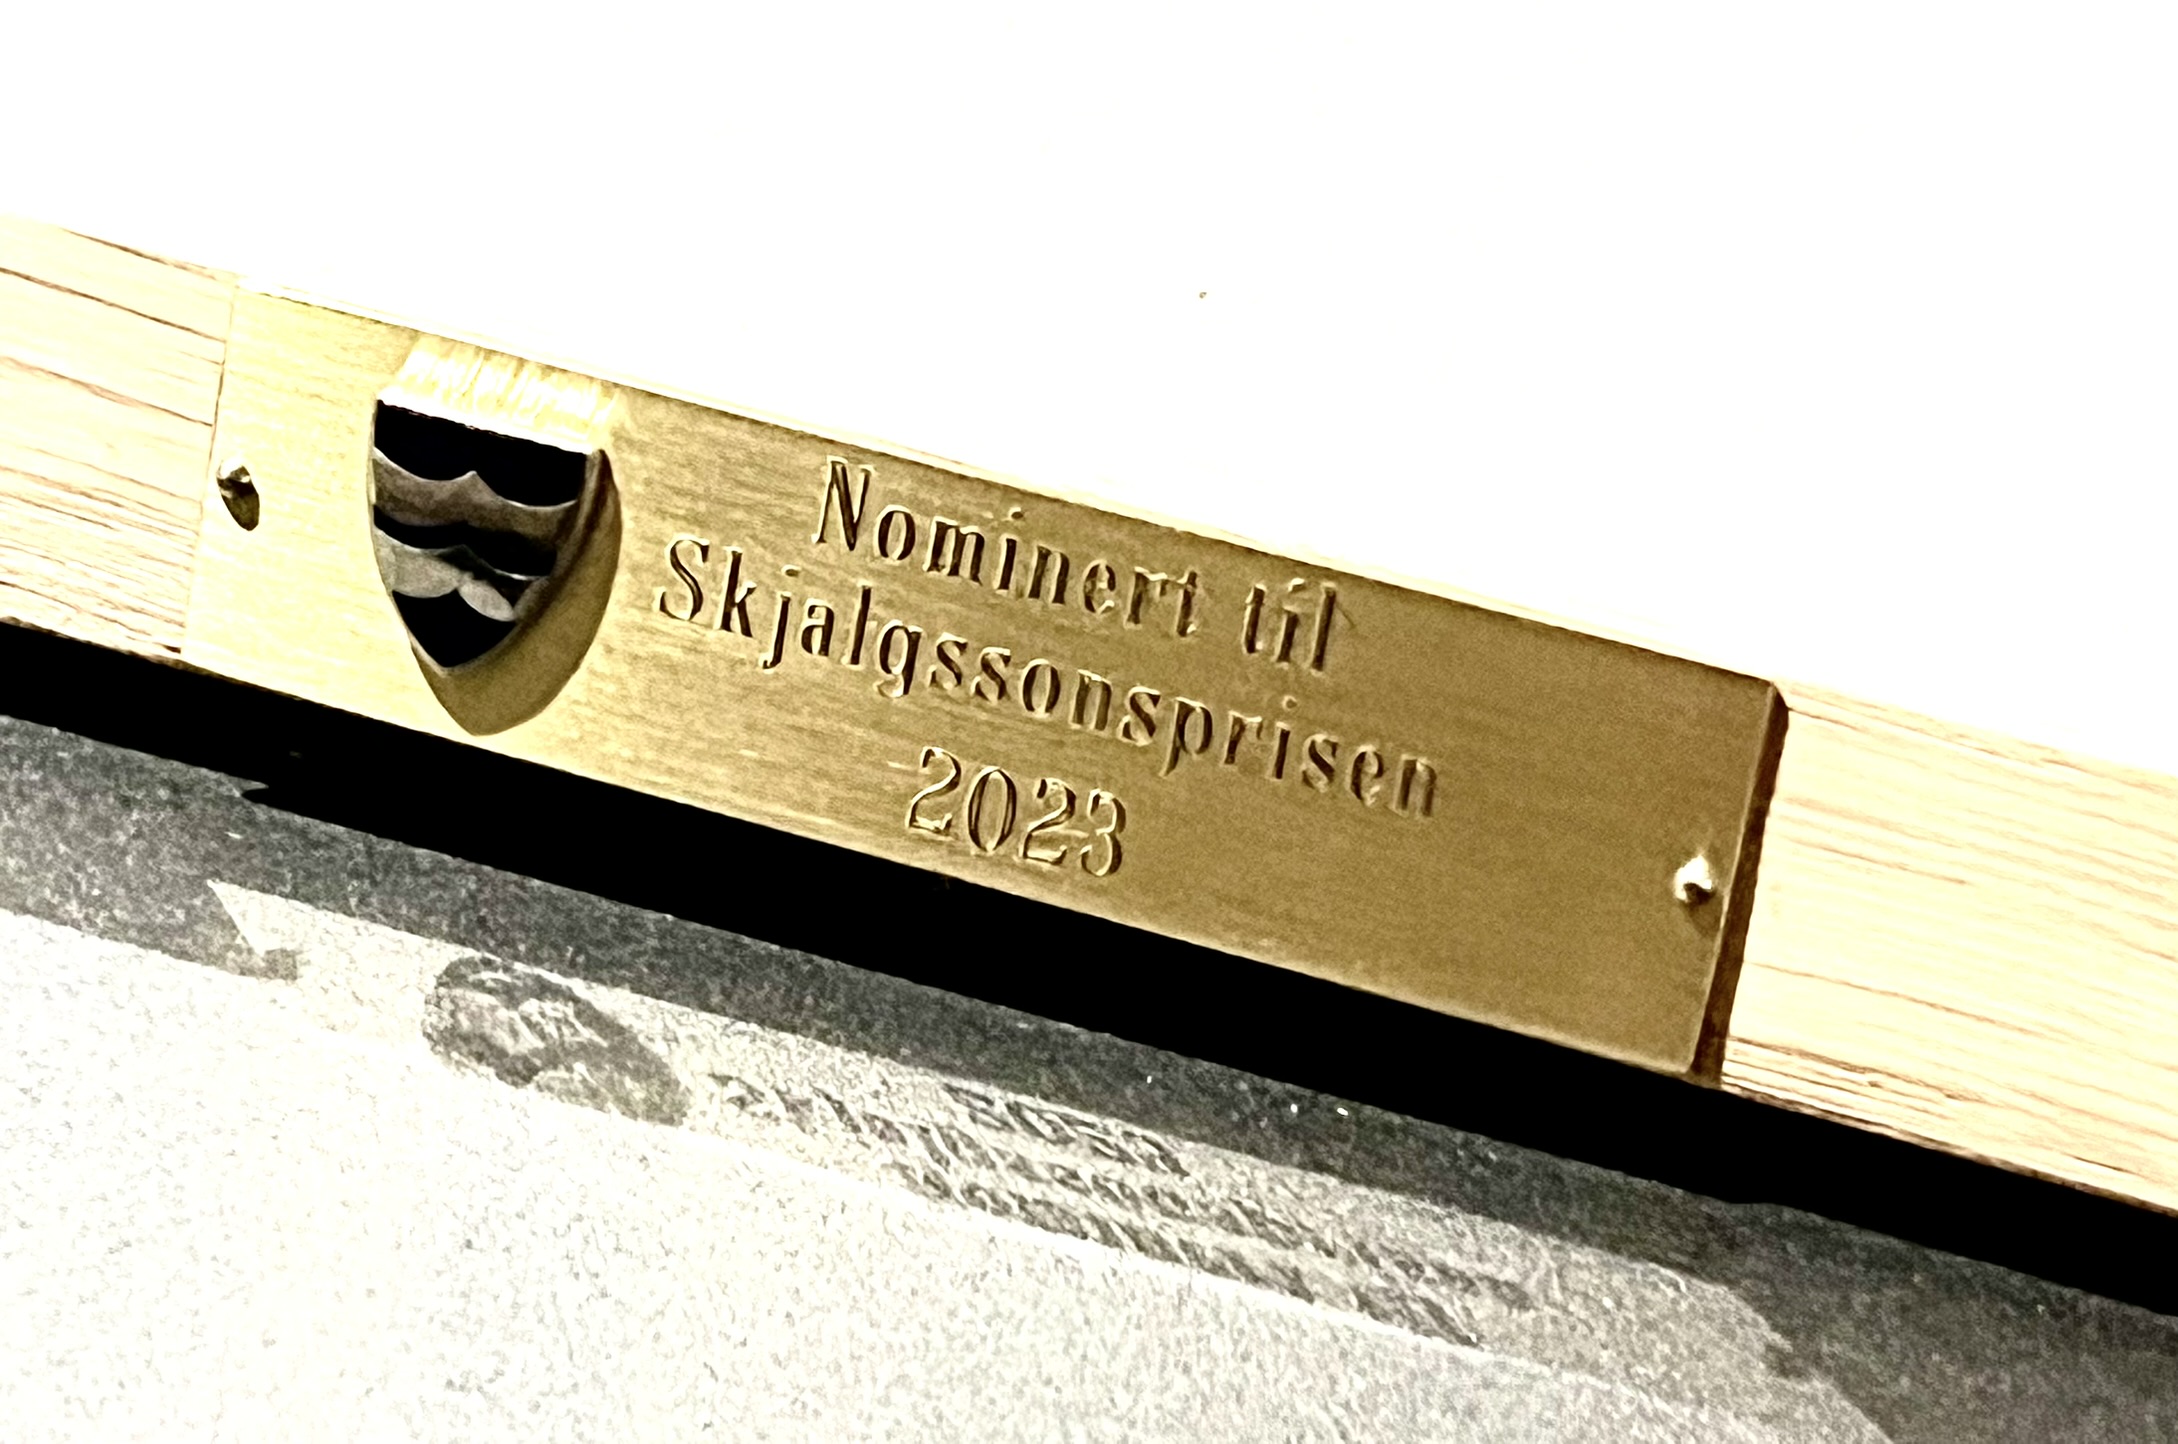 Nominert til
Skjalgssonsprisen
2023